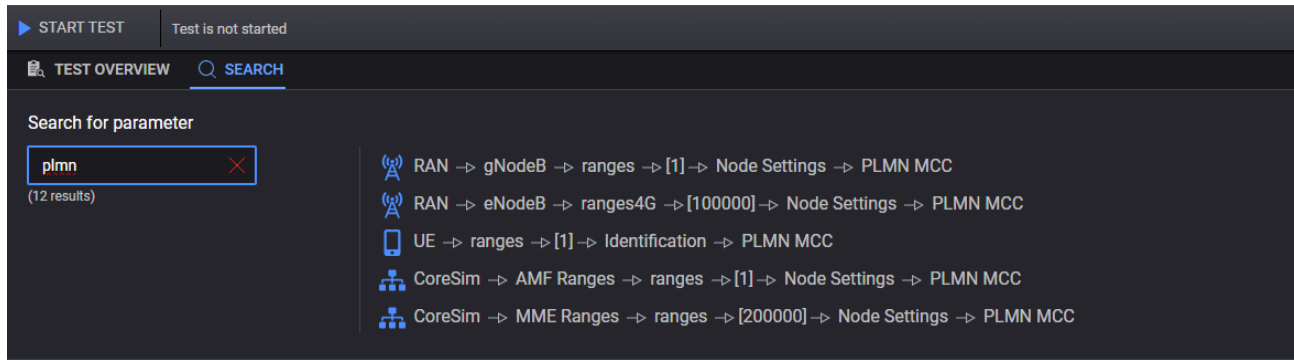 START TEST
Test is not started
TEST OVERVIEW
SEARCH
Search for parameter
plmn
(12 results)
RAN -▷ gNodeB -▷ ranges -▷ [1] -▷ Node Settings -▷ PLMN MCC
RAN -▷ eNodeB -▷ ranges4G -▷ [100000] -▷ Node Settings -▷ PLMN MCC
UE -▷ ranges -▷ [1] -▷ Identification -▷ PLMN MCC
CoreSim -▷ AMF Ranges -▷ ranges -▷ [1] -▷ Node Settings -▷ PLMN MCC
CoreSim -▷ MME Ranges -▷ ranges -▷ [200000] -▷ Node Settings -▷ PLMN MCC